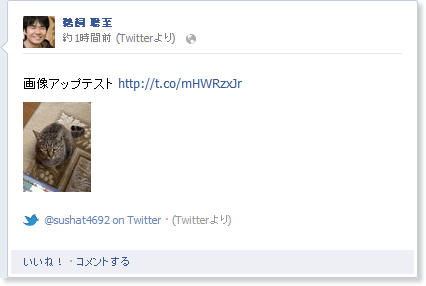 鵜飼 聡至
約1時間前 (Twitterより)
画像アップテスト http://t.co/mHWRzxJr
@sushat4692 on Twitter · (Twitterより)
いいね！ · コメントする